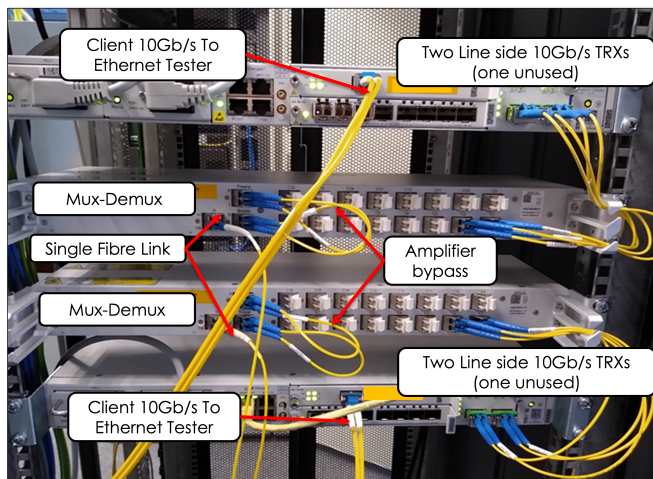 Client 10Gb/s To
Ethernet Tester
Two Line side 10Gb/s TRXs
(one unused)
Mux-Demux
Single Fibre Link
Amplifier
bypass
Mux-Demux
Two Line side 10Gb/s TRXs
(one unused)
Client 10Gb/s To
Ethernet Tester